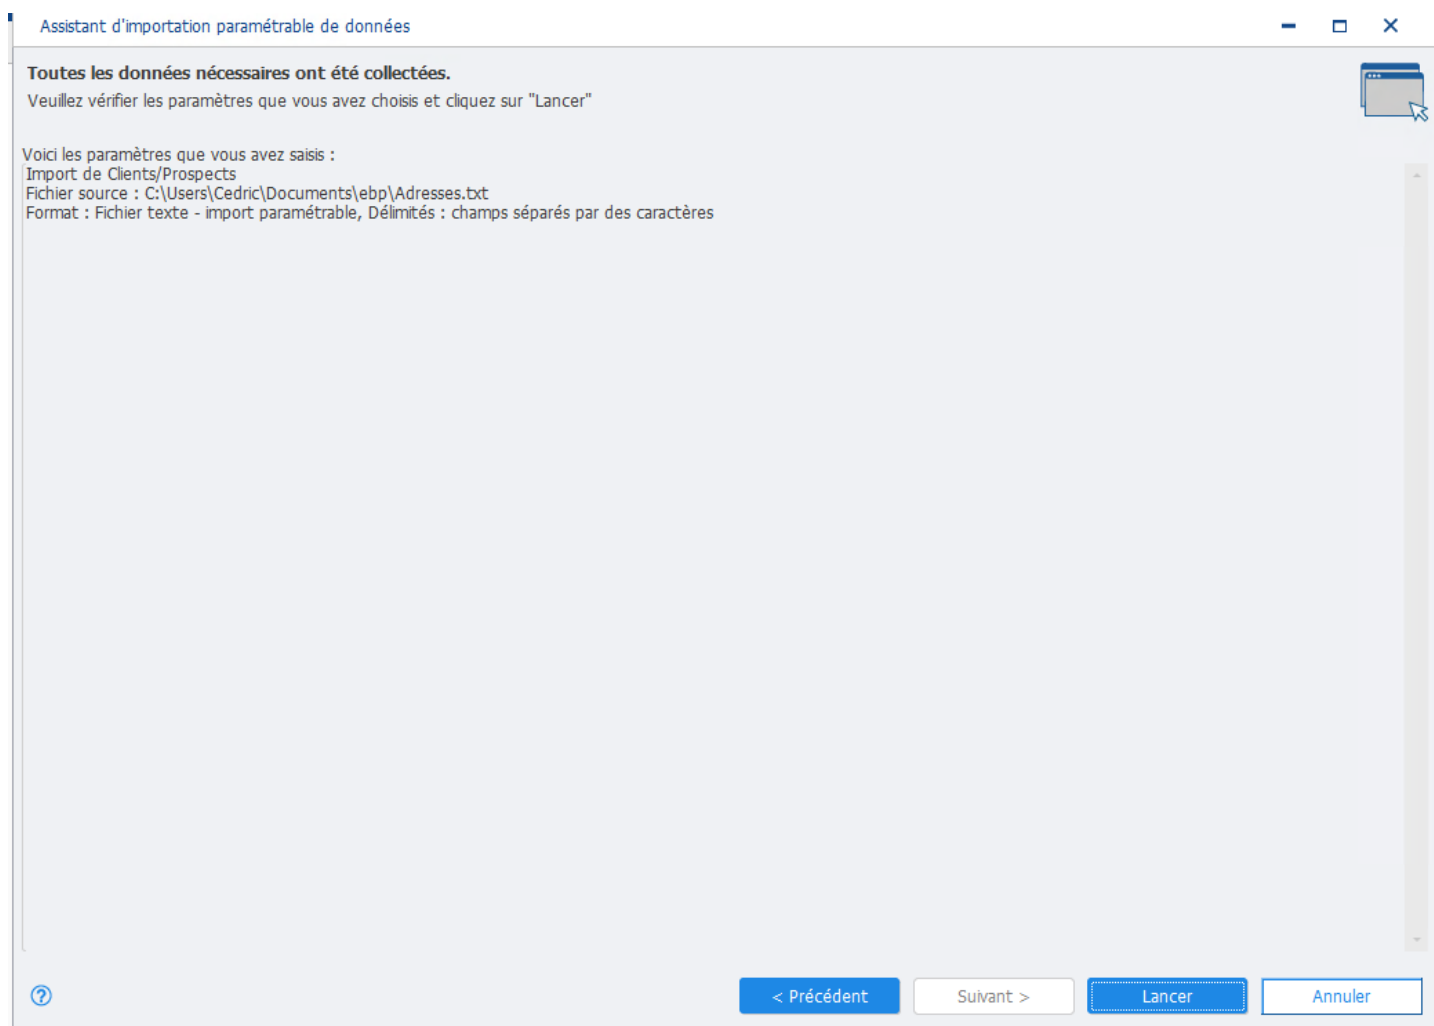 Assistant d'importation paramétrable de données
Toutes les données nécessaires ont été collectées.
Veuillez vérifier les paramètres que vous avez choisis et cliquez sur "Lancer"
Voici les paramètres que vous avez saisis :
Import de Clients/Prospects
Fichier source : C:\Users\Cedric\Documents\ebp\Adresses.txt
Format : Fichier texte - import paramétrable, Délimités : champs séparés par des caractères
?
< Précédent
Suivant >
Lancer
Annuler